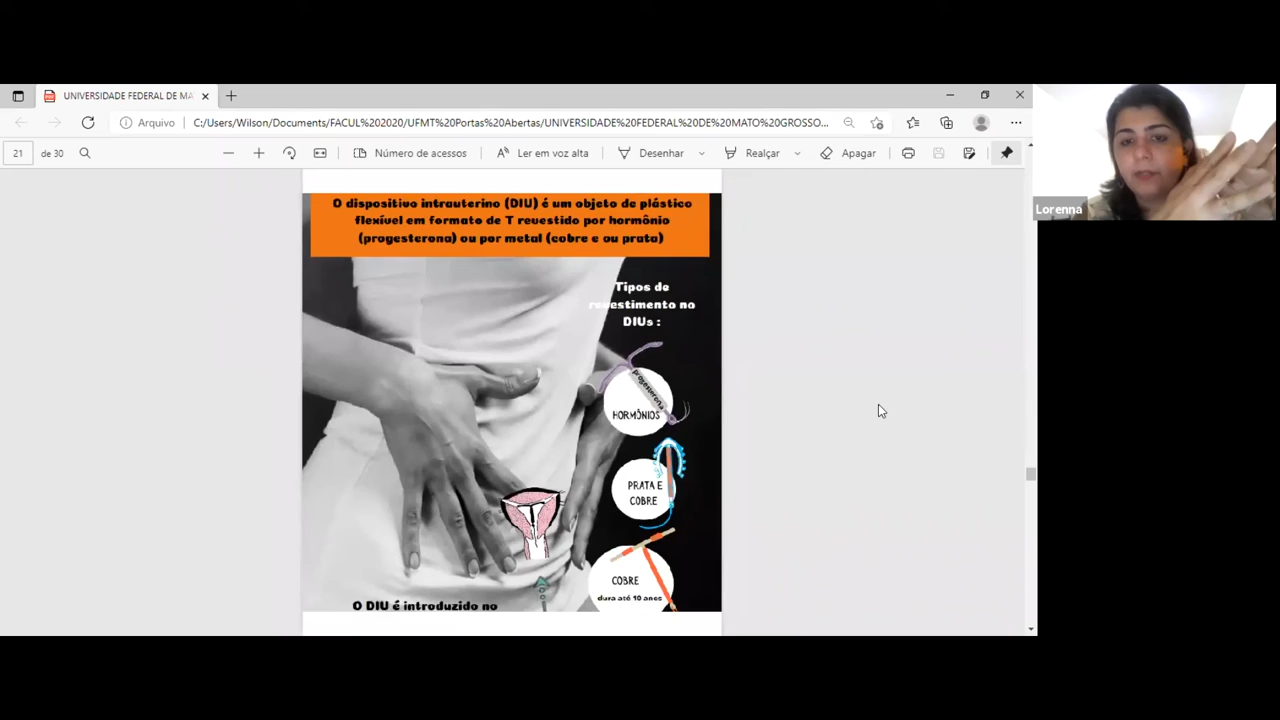 UNIVERSIDADE FEDERAL DE MA
Arquivo
C:/Users/Wilson/Documents/FACUL%202020/UFMT%20Portas%20Abertas/UNIVERSIDADE%20FEDERAL%20DE%20MATO%20GROSSO...
21 de 30
Número de acessos
Ler em voz alta
Desenhar
Realçar
Apagar
Lorenna
O dispositivo intrauterino (DIU) é um objeto de plástico
flexível em formato de T revestido por hormônio
(progesterona) ou por metal (cobre e ou prata)
Tipos de
revestimento no
DIUs :
progesterona
HORMÔNIOS
PRATA E
COBRE
COBRE
dura até 10 anos
O DIU é introduzido no